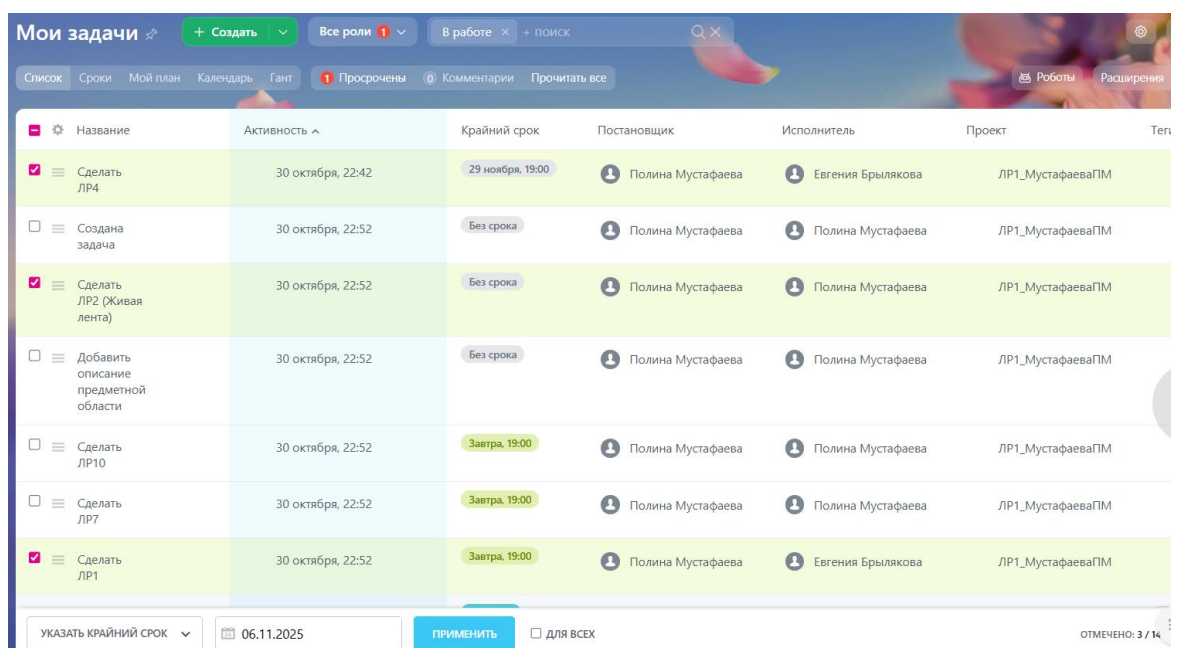 Мои задачи + Создать Все роли 1 В работе × + поиск
Список Сроки Мой план Календарь Гант 1 Просрочены 0 Комментарии Прочитать все Роботы Расширения
Название Активность Крайний срок Постановщик Исполнитель Проект
Сделать 30 октября, 22:42 29 ноября, 19:00 Полина Мустафаева Евгения Брылякова ЛР1_МустафаеваПМ
ЛР4
Создана 30 октября, 22:52 Без срока Полина Мустафаева Полина Мустафаева ЛР1_МустафаеваПМ
задача
Сделать 30 октября, 22:52 Без срока Полина Мустафаева Полина Мустафаева ЛР1_МустафаеваПМ
ЛР2 (Живая
лента)
Добавить 30 октября, 22:52 Без срока Полина Мустафаева Полина Мустафаева ЛР1_МустафаеваПМ
описание
предметной
области
Сделать 30 октября, 22:52 Завтра, 19:00 Полина Мустафаева Полина Мустафаева ЛР1_МустафаеваПМ
ЛР10
Сделать 30 октября, 22:52 Завтра, 19:00 Полина Мустафаева Полина Мустафаева ЛР1_МустафаеваПМ
ЛР7
Сделать 30 октября, 22:52 Завтра, 19:00 Полина Мустафаева Евгения Брылякова ЛР1_МустафаеваПМ
ЛР1
УКАЗАТЬ КРАЙНИЙ СРОК 06.11.2025 ПРИМЕНИТЬ ДЛЯ ВСЕХ ОТМЕЧЕНО: 3 / 14